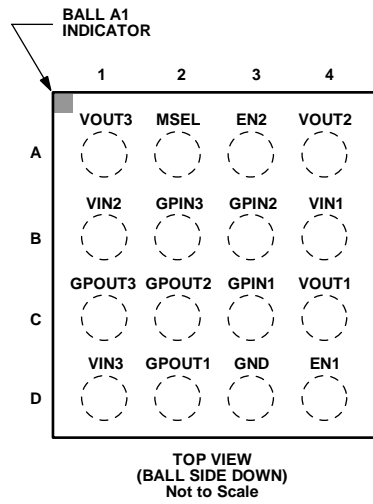 BALL A1
INDICATOR
1 2 3 4
VOUT3 MSEL EN2 VOUT2
A
VIN2 GPIN3 GPIN2 VIN1
B
GPOUT3 GPOUT2 GPIN1 VOUT1
C
VIN3 GPOUT1 GND EN1
D
TOP VIEW
(BALL SIDE DOWN)
Not to Scale